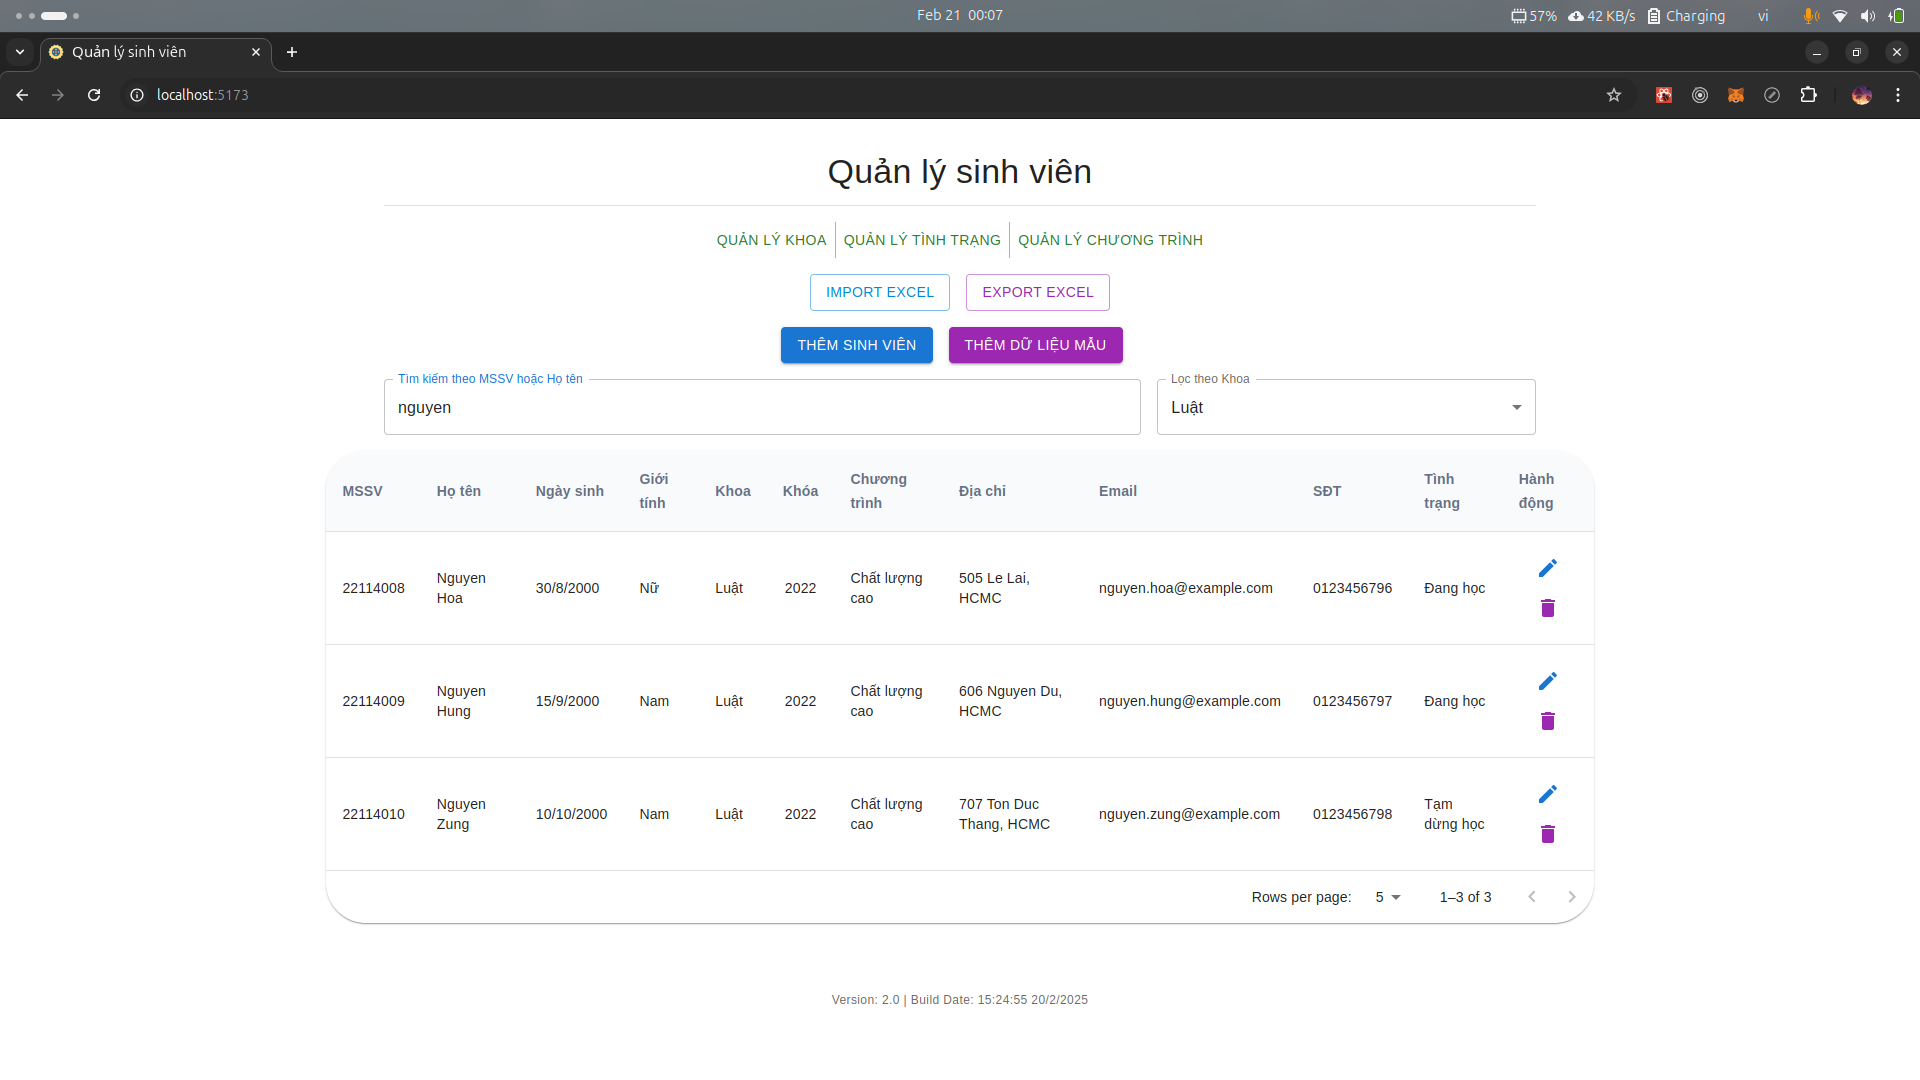 Feb 21 00:07
57% 42 KB/s Charging vi
Quản lý sinh viên
localhost:5173
Quản lý sinh viên
QUẢN LÝ KHOA QUẢN LÝ TÌNH TRẠNG QUẢN LÝ CHƯƠNG TRÌNH
IMPORT EXCEL EXPORT EXCEL
THÊM SINH VIÊN THÊM DỮ LIỆU MẪU
Tìm kiếm theo MSSV hoặc Họ tên Lọc theo Khoa
nguyen Luật
MSSV Họ tên Ngày sinh Giới tính Khoa Khóa Chương trình Địa chỉ Email SĐT Tình trạng Hành động
22114008 Nguyen Hoa 30/8/2000 Nữ Luật 2022 Chất lượng cao 505 Le Lai, HCMC nguyen.hoa@example.com 0123456796 Đang học
22114009 Nguyen Hung 15/9/2000 Nam Luật 2022 Chất lượng cao 606 Nguyen Du, HCMC nguyen.hung@example.com 0123456797 Đang học
22114010 Nguyen Zung 10/10/2000 Nam Luật 2022 Chất lượng cao 707 Ton Duc Thang, HCMC nguyen.zung@example.com 0123456798 Tạm dừng học
Rows per page: 5 1–3 of 3
Version: 2.0 | Build Date: 15:24:55 20/2/2025